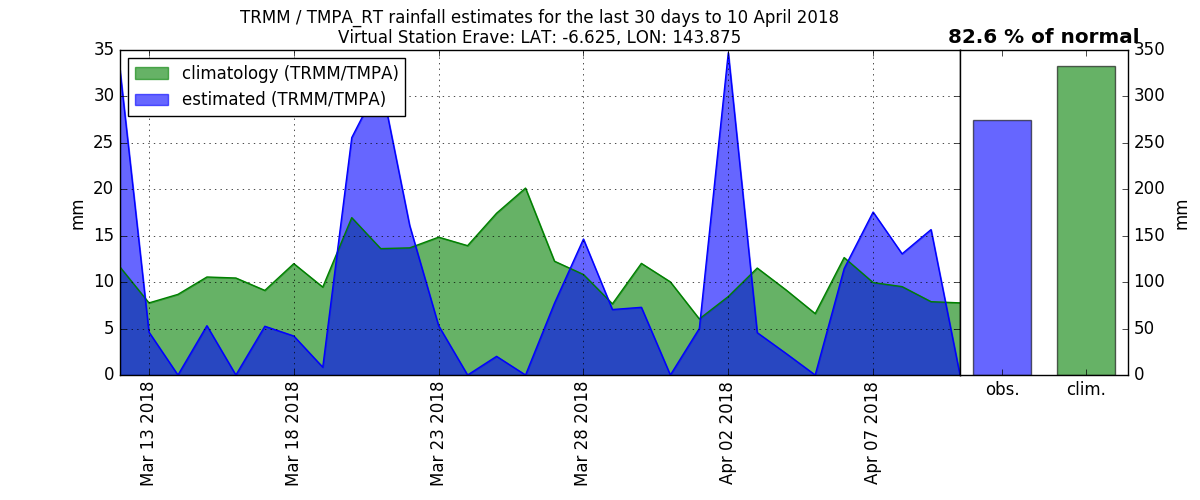 TRMM / TMPA_RT rainfall estimates for the last 30 days to 10 April 2018
Virtual Station Erave: LAT: -6.625, LON: 143.875
82.6 % of normal
climatology (TRMM/TMPA)
estimated (TRMM/TMPA)
35
30
25
20
15
10
5
0
mm
Mar 13 2018
Mar 18 2018
Mar 23 2018
Mar 28 2018
Apr 02 2018
Apr 07 2018
obs.
clim.
350
300
250
200
150
100
50
0
mm